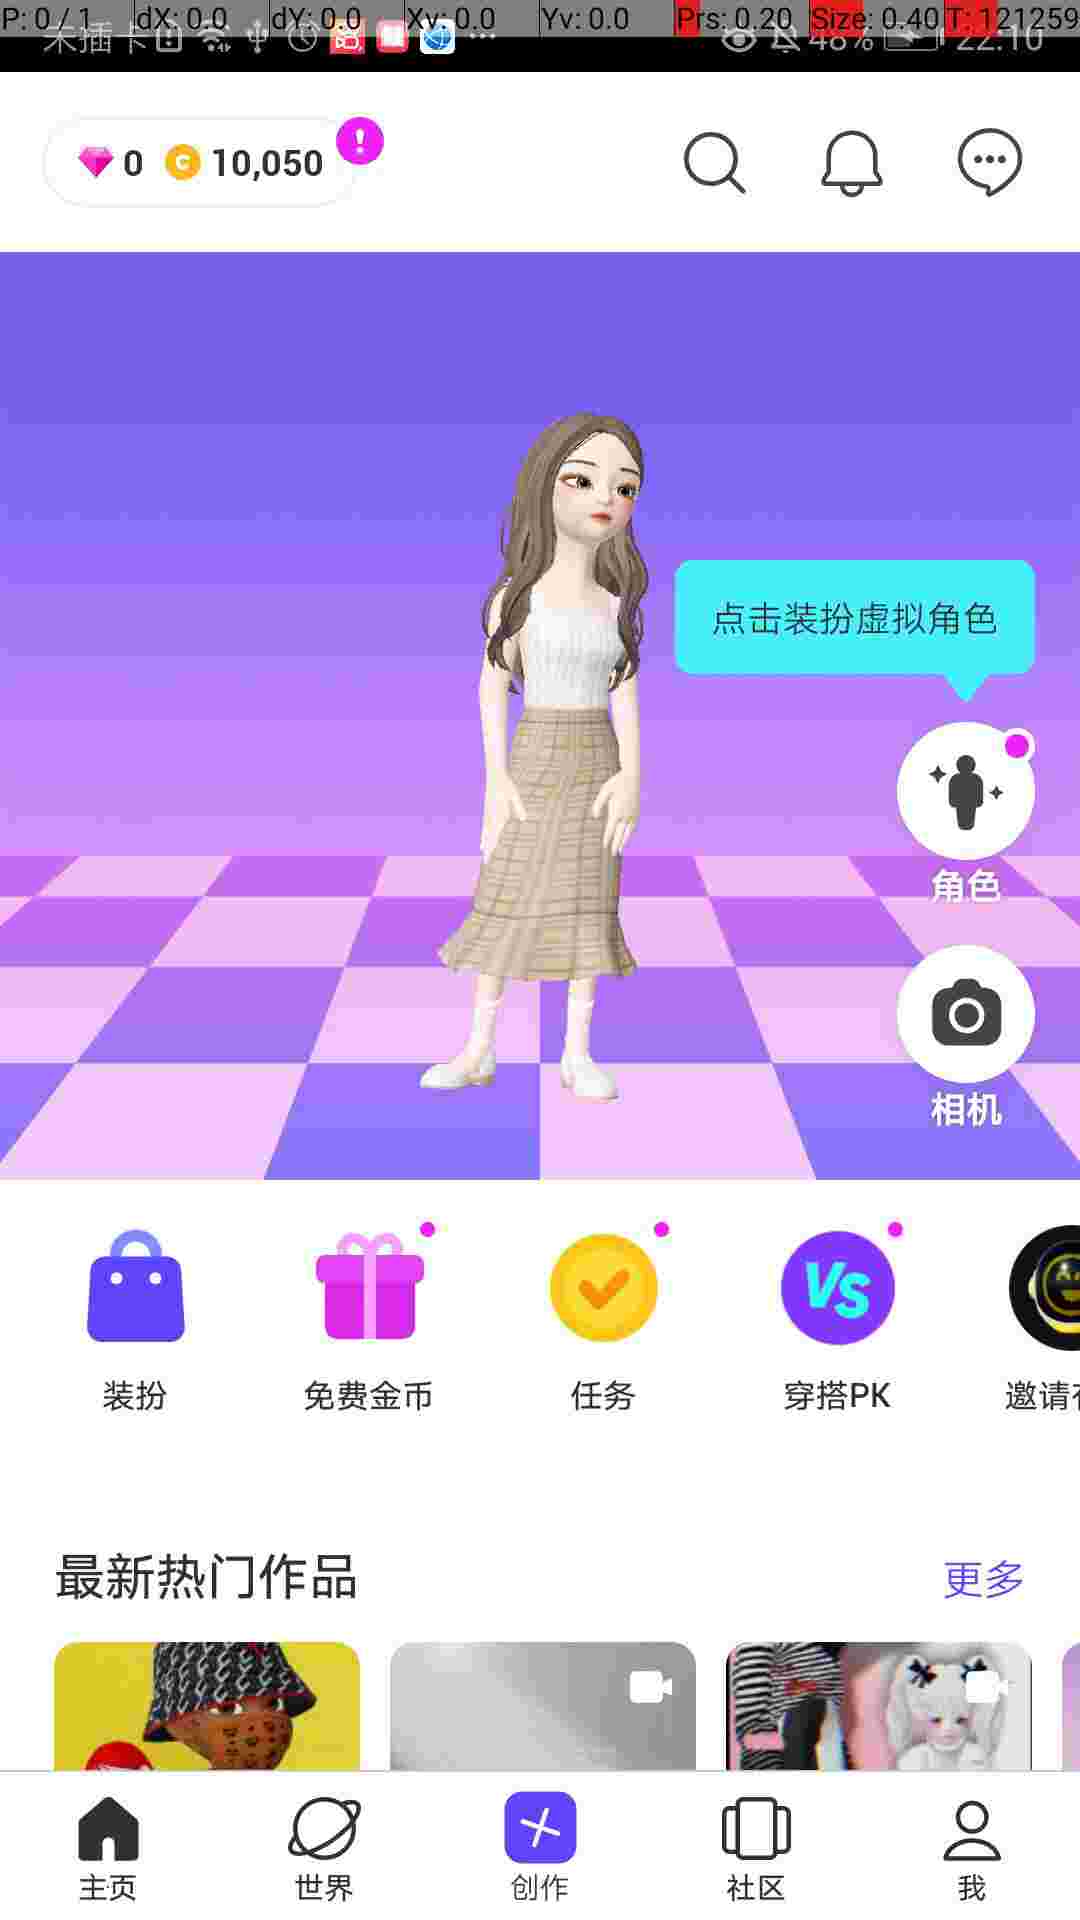 P: 0 / 1 dX: 0.0 dY: 0.0 Xv: 0.0 Yv: 0.0 Prs: 0.20 Size: 0.40 T: 121259
未插卡 48% 22:10
0 C 10,050 !
点击装扮虚拟角色
角色
相机
VS
装扮 免费金币 任务 穿搭PK 邀请
最新热门作品 更多
主页 世界 创作 社区 我